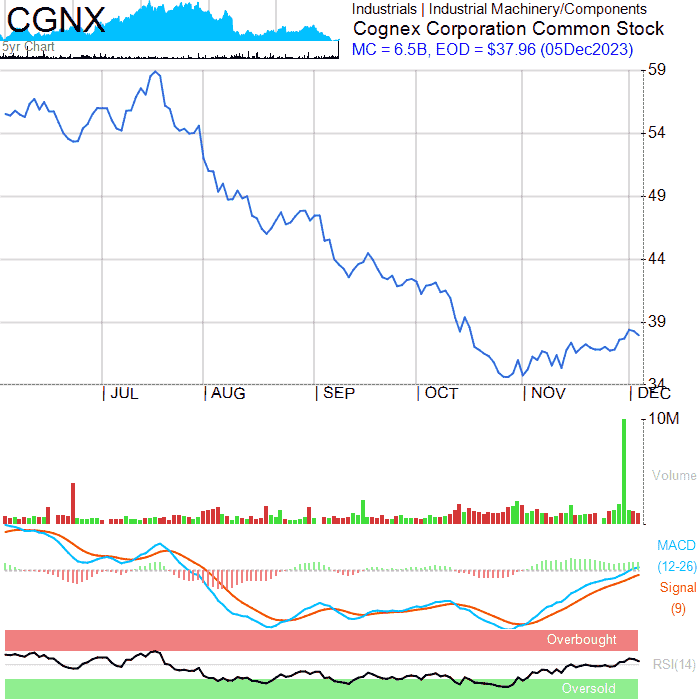 CGNX
5yr Chart
Industrials | Industrial Machinery/Components
Cognex Corporation Common Stock
MC = 6.5B, EOD = $37.96 (05Dec2023)
59
54
49
44
39
34
| JUL | AUG | SEP | OCT | NOV | DEC
10M
Volume
MACD
(12-26)
Signal
(9)
Overbought
RSI(14)
Oversold